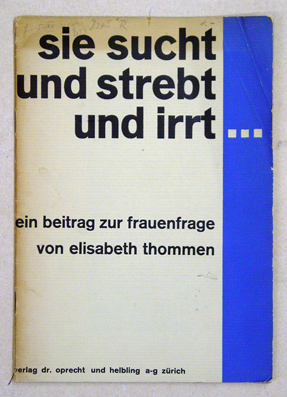 sie sucht
und strebt
und irrt ...
ein beitrag zur frauenfrage
von elisabeth thommen
verlag dr. oprecht und helbling a-g zürich